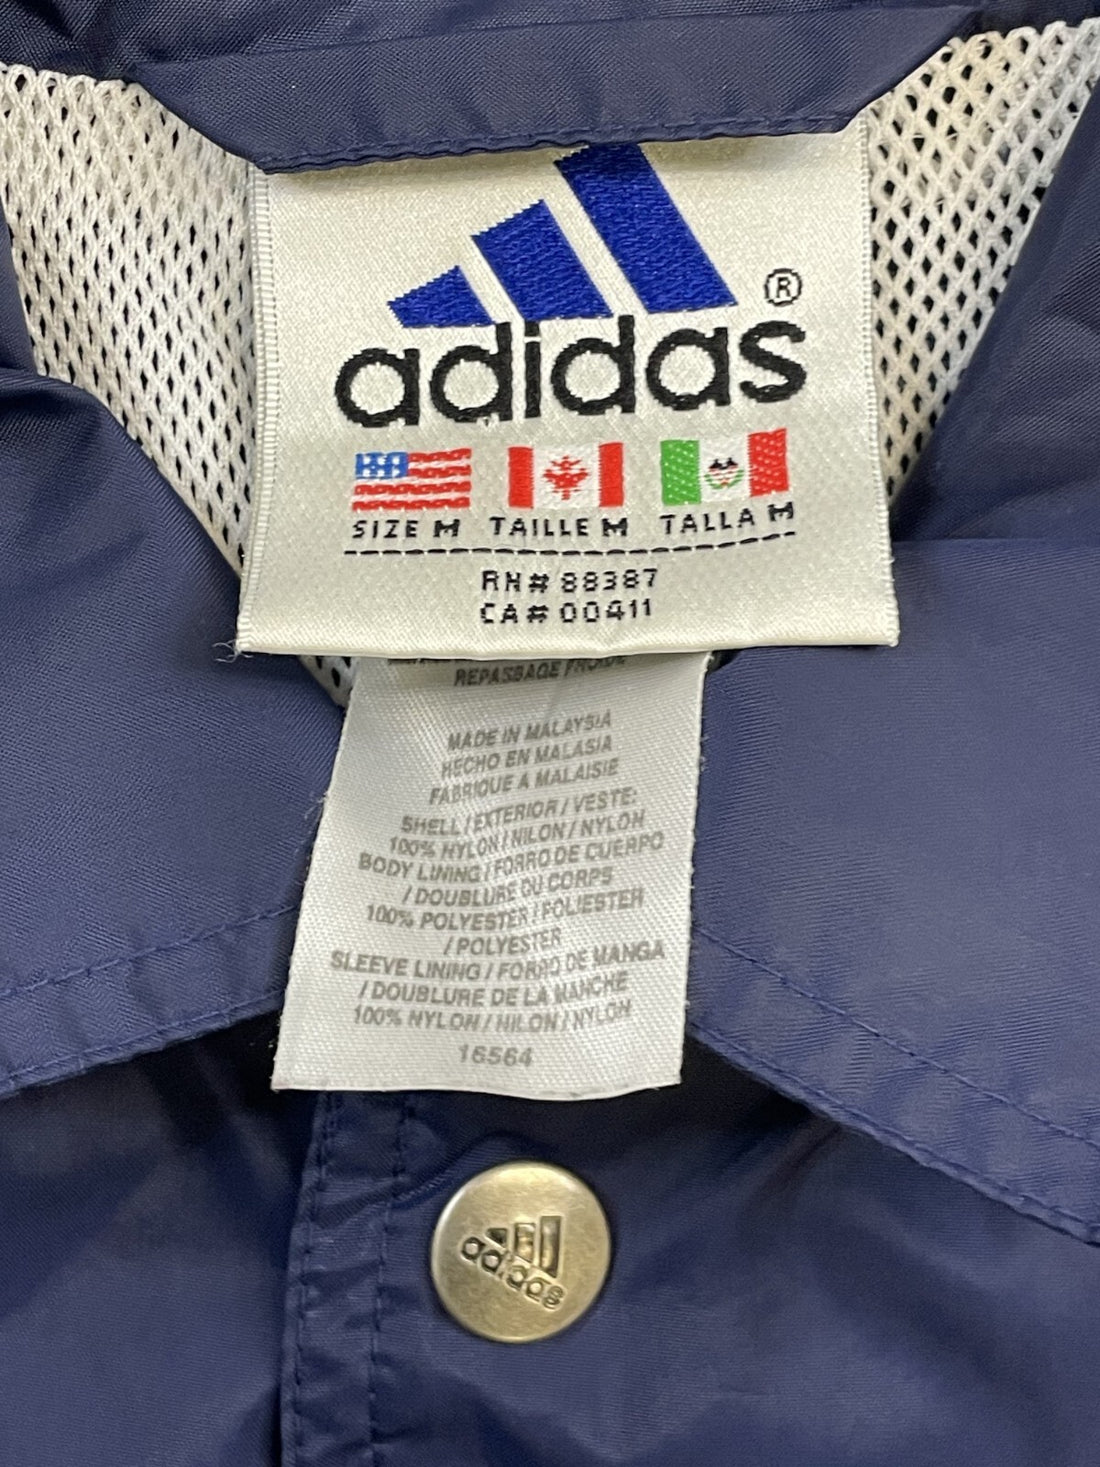 ®
adidas
SIZE M TAILLE M TALLA M
RN# 88387
CA# 00411
REPASSAGE FROIDE
MADE IN MALAYSIA
HECHO EN MALASIA
FABRIQUE A MALAISIE
SHELL / EXTERIOR / VESTE:
100% NYLON / NILON / NYLON
BODY LINING / FORRO DE CUERPO
/ DOUBLURE DU CORPS
100% POLYESTER / POLIESTER
/ POLYESTER
SLEEVE LINING / FORRO DE MANGA
/ DOUBLURE DE LA MANCHE
100% NYLON / NILON / NYLON
16564
adidas